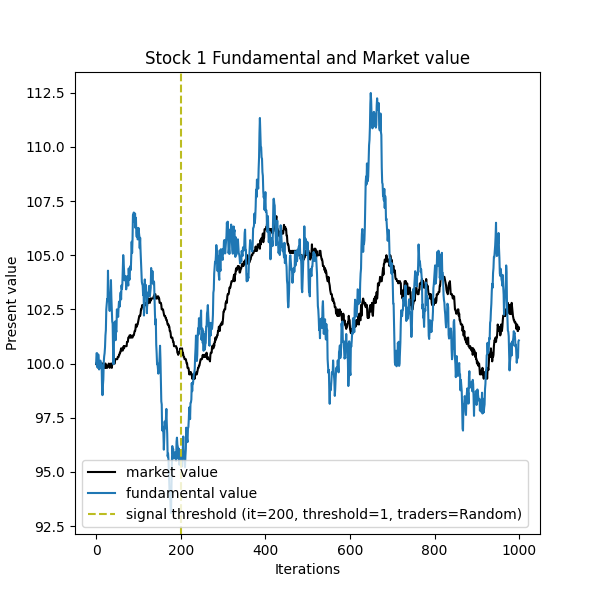 Stock 1 Fundamental and Market value
112.5
110.0
107.5
105.0
102.5
100.0
97.5
95.0
92.5
Present value
market value
fundamental value
signal threshold (it=200, threshold=1, traders=Random)
0 200 400 600 800 1000
Iterations